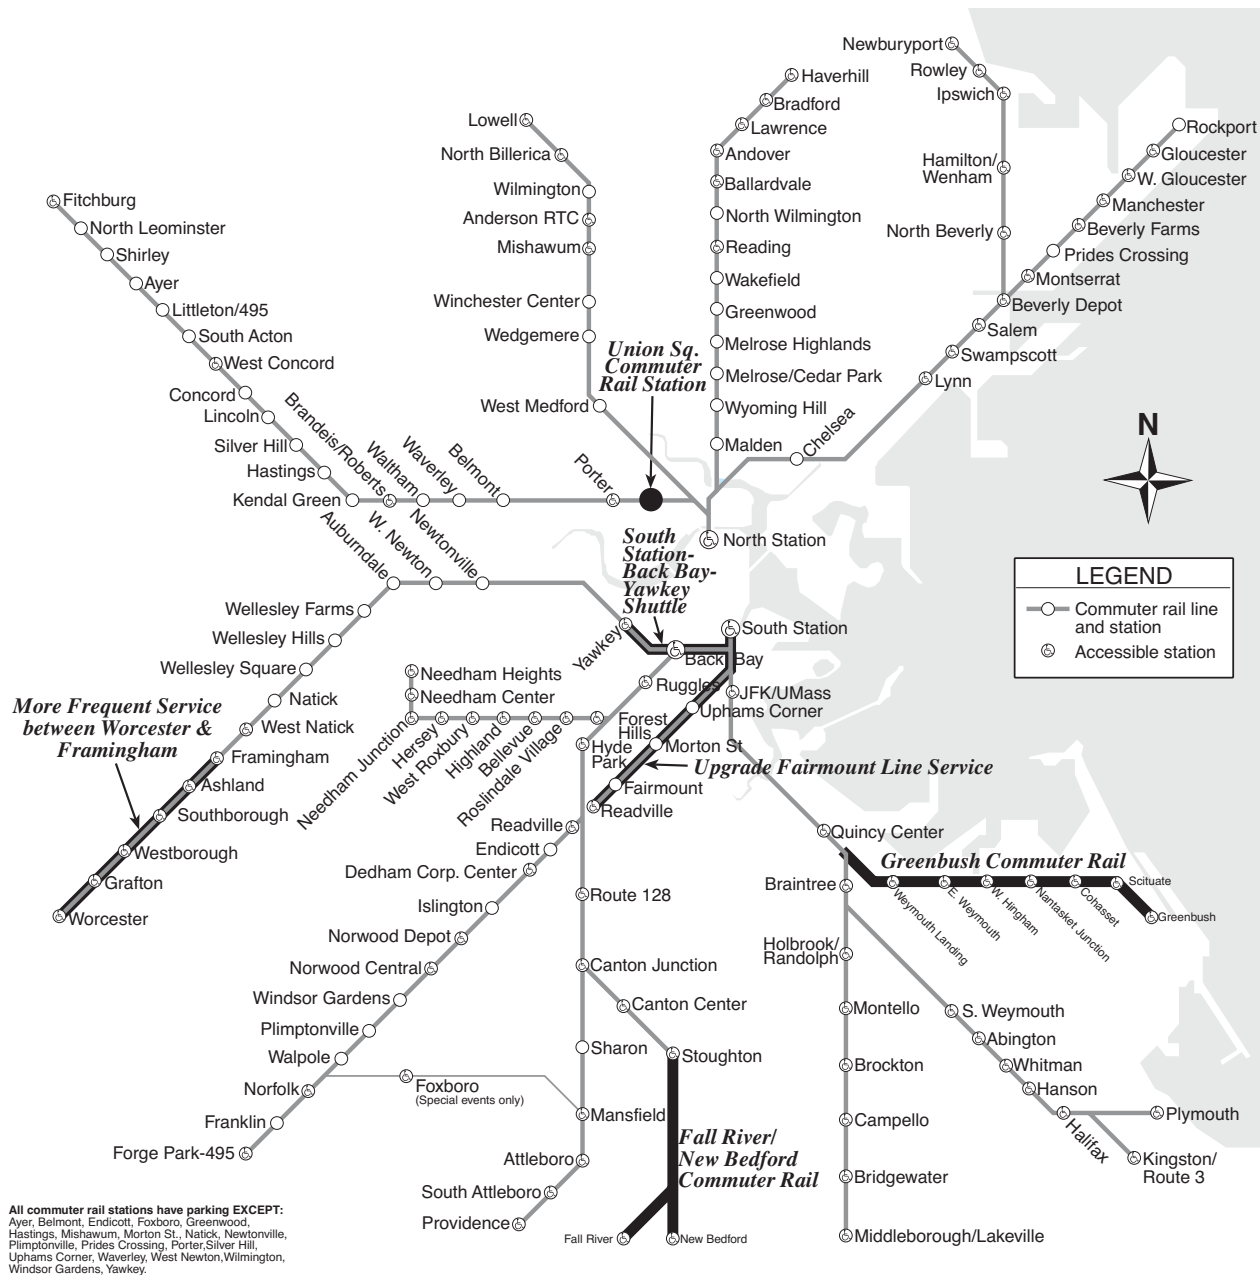 Newburyport
Rowley
Ipswich
Hamilton/
Wenham
North Beverly
Rockport
Gloucester
W. Gloucester
Manchester
Beverly Farms
Prides Crossing
Montserrat
Beverly Depot
Salem
Swampscott
Lynn
Chelsea
Haverhill
Bradford
Lawrence
Andover
Ballardvale
North Wilmington
Reading
Wakefield
Greenwood
Melrose Highlands
Melrose/Cedar Park
Wyoming Hill
Malden
Lowell
North Billerica
Wilmington
Anderson RTC
Mishawum
Winchester Center
Wedgemere
West Medford
Union Sq.
Commuter
Rail Station
Fitchburg
North Leominster
Shirley
Ayer
Littleton/495
South Acton
West Concord
Concord
Lincoln
Silver Hill
Hastings
Kendal Green
Brandeis/Roberts
Waltham
Waverley
Belmont
Porter
North Station
N
LEGEND
Commuter rail line
and station
Accessible station
South
Station-
Back Bay-
Yawkey
Shuttle
Auburndale
W. Newton
Newtonville
Wellesley Farms
Wellesley Hills
Wellesley Square
Natick
West Natick
Framingham
Ashland
Southborough
Westborough
Grafton
Worcester
More Frequent Service
between Worcester &
Framingham
Yawkey
Back Bay
South Station
Ruggles
JFK/UMass
Uphams Corner
Morton St
Fairmount
Readville
Upgrade Fairmount Line Service
Needham Heights
Needham Center
Needham Junction
Hersey
West Roxbury
Highland
Bellevue
Roslindale Village
Forest
Hills
Hyde
Park
Readville
Endicott
Dedham Corp. Center
Islington
Norwood Depot
Norwood Central
Windsor Gardens
Plimptonville
Walpole
Norfolk
Franklin
Forge Park-495
Foxboro
(Special events only)
Route 128
Canton Junction
Canton Center
Stoughton
Sharon
Mansfield
Attleboro
South Attleboro
Providence
Fall River/
New Bedford
Commuter Rail
Fall River
New Bedford
Quincy Center
Greenbush Commuter Rail
Weymouth Landing
E. Weymouth
W. Hingham
Nantasket Junction
Cohasset
Scituate
Greenbush
Braintree
Holbrook/
Randolph
Montello
Brockton
Campello
Bridgewater
Middleborough/Lakeville
S. Weymouth
Abington
Whitman
Hanson
Halifax
Plymouth
Kingston/
Route 3
All commuter rail stations have parking EXCEPT:
Ayer, Belmont, Endicott, Foxboro, Greenwood,
Hastings, Mishawum, Morton St., Natick, Newtonville,
Plimptonville, Prides Crossing, Porter,Silver Hill,
Uphams Corner, Waverley, West Newton,Wilmington,
Windsor Gardens, Yawkey.